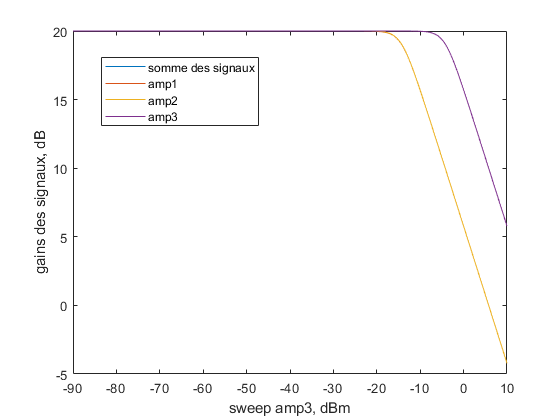 20
15
10
5
0
-5
gains des signaux, dB
somme des signaux
amp1
amp2
amp3
-90 -80 -70 -60 -50 -40 -30 -20 -10 0 10
sweep amp3, dBm